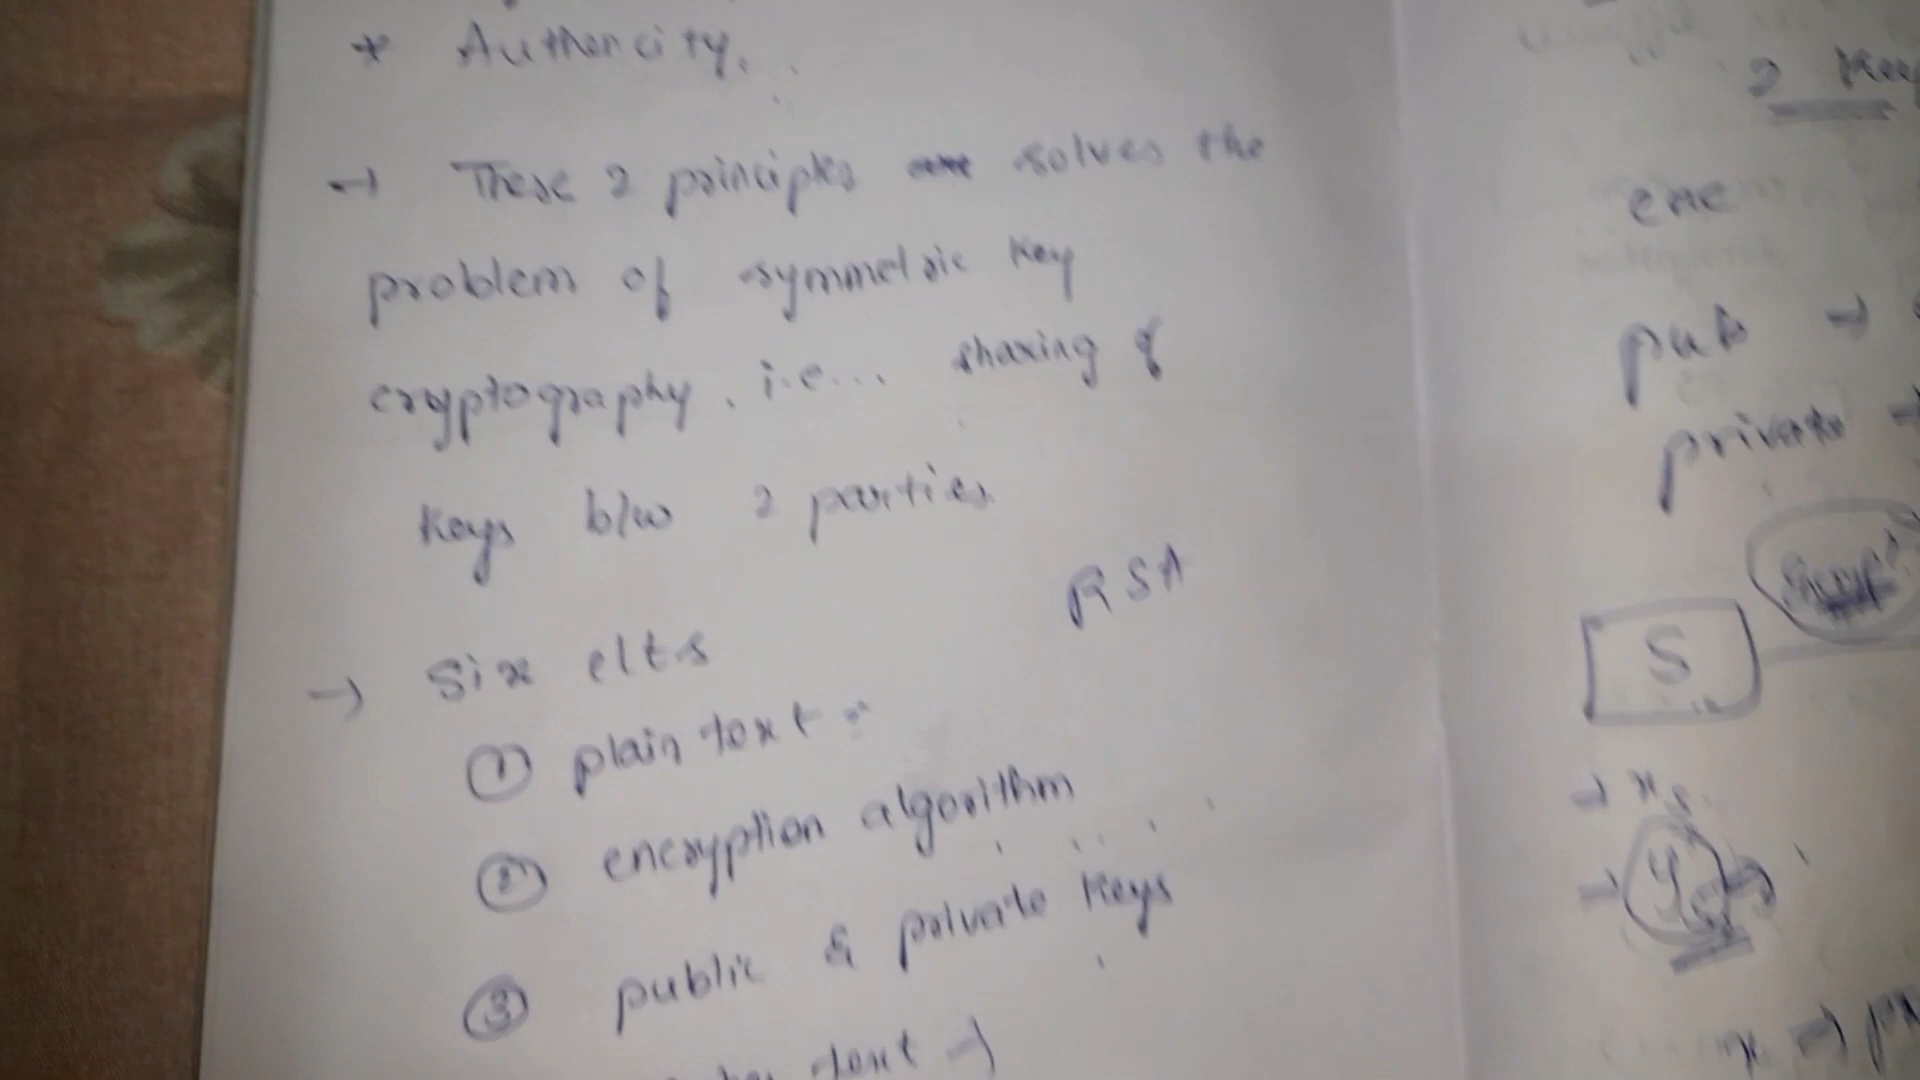 * Authencity.
→ These 2 principles solves the
problem of symmetric key
cryptography. i.e... sharing of
keys b/w 2 parties
RSA
→ Six elts
① plain text :-
② encryption algorithm
③ public & private keys
text →
2 key
enc
pub →
private →
S
→ x
→ y
x →